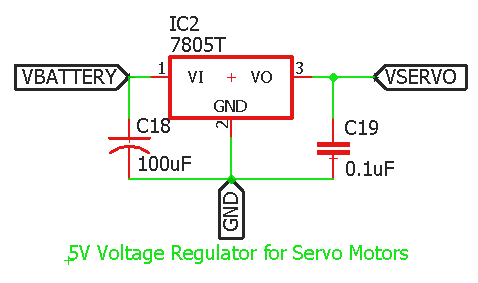 IC2
7805T
1
3
VBATTERY
VI
VO
VSERVO
GND
2
C18
C19
100uF
0.1uF
GND
5V Voltage Regulator for Servo Motors